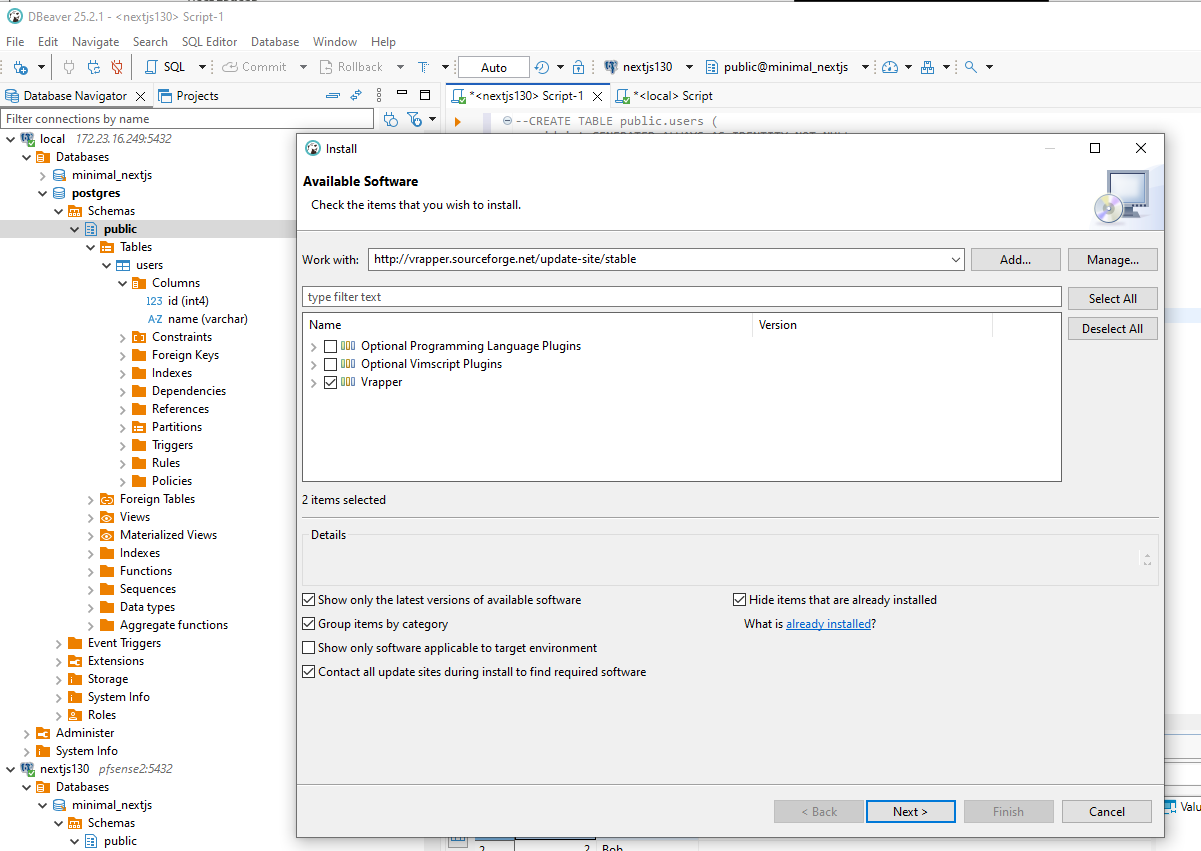 DBeaver 25.2.1 - <nextjs130> Script-1
File Edit Navigate Search SQL Editor Database Window Help
SQL Commit Rollback T Auto nextjs130 public@minimal_nextjs
Database Navigator Projects
*<nextjs130> Script-1 *<local> Script
Filter connections by name
--CREATE TABLE public.users (
local 172.23.16.249:5432
Databases
minimal_nextjs
postgres
Schemas
public
Tables
users
Columns
123 id (int4)
A-Z name (varchar)
Constraints
Foreign Keys
Indexes
Dependencies
References
Partitions
Triggers
Rules
Policies
Foreign Tables
Views
Materialized Views
Indexes
Functions
Sequences
Data types
Aggregate functions
Event Triggers
Extensions
Storage
System Info
Roles
Administer
System Info
nextjs130 pfsense2:5432
Databases
minimal_nextjs
Schemas
public
Install
Available Software
Check the items that you wish to install.
Work with: http://vrapper.sourceforge.net/update-site/stable Add... Manage...
type filter text
Select All
Deselect All
Name Version
Optional Programming Language Plugins
Optional Vimscript Plugins
Vrapper
2 items selected
Details
Show only the latest versions of available software
Hide items that are already installed
Group items by category
What is already installed?
Show only software applicable to target environment
Contact all update sites during install to find required software
< Back Next > Finish Cancel
Valu
2 2 Bob